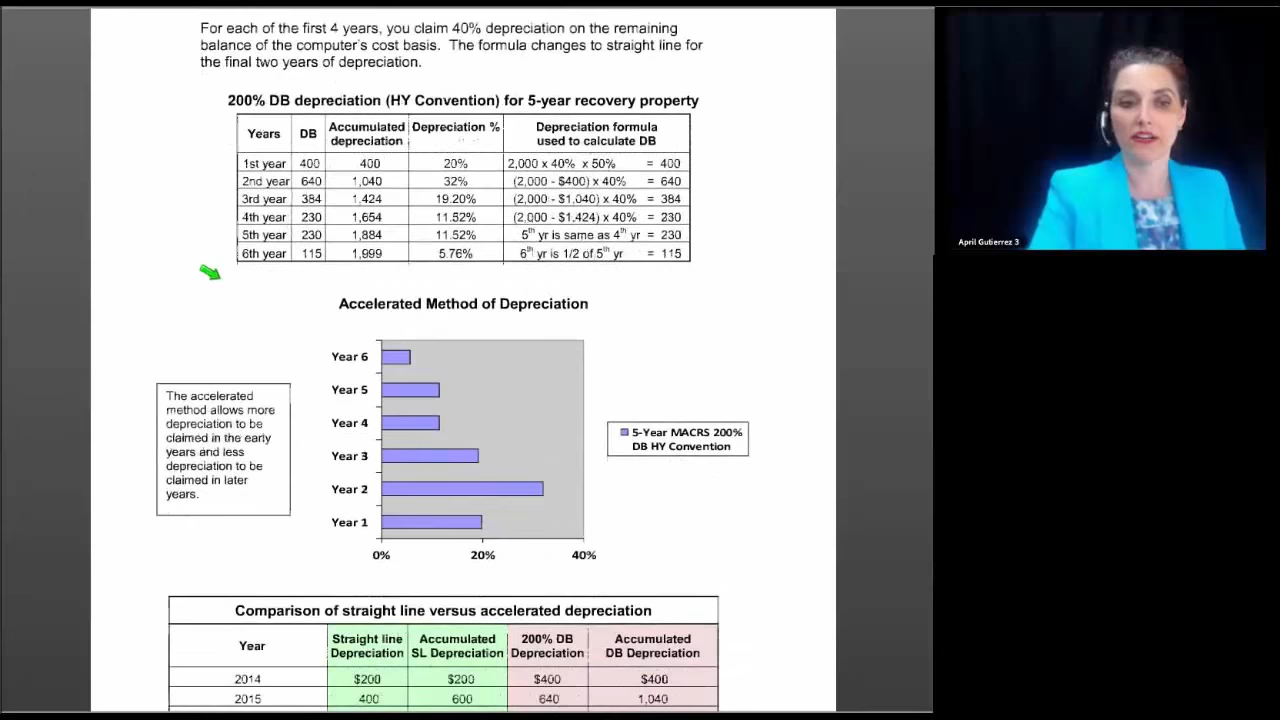 For each of the first 4 years, you claim 40% depreciation on the remaining
balance of the computer's cost basis. The formula changes to straight line for
the final two years of depreciation.
200% DB depreciation (HY Convention) for 5-year recovery property
Years DB Accumulated depreciation Depreciation % Depreciation formula used to calculate DB
1st year 400 400 20% 2,000 x 40% x 50% = 400
2nd year 640 1,040 32% (2,000 - $400) x 40% = 640
3rd year 384 1,424 19.20% (2,000 - $1,040) x 40% = 384
4th year 230 1,654 11.52% (2,000 - $1,424) x 40% = 230
5th year 230 1,884 11.52% 5th yr is same as 4th yr = 230
6th year 115 1,999 5.76% 6th yr is 1/2 of 5th yr = 115
Accelerated Method of Depreciation
Year 6
Year 5
Year 4
Year 3
Year 2
Year 1
0% 20% 40%
The accelerated
method allows more
depreciation to be
claimed in the early
years and less
depreciation to be
claimed in later
years.
5-Year MACRS 200%
DB HY Convention
Comparison of straight line versus accelerated depreciation
Year Straight line Depreciation Accumulated SL Depreciation 200% DB Depreciation Accumulated DB Depreciation
2014 $200 $200 $400 $400
2015 400 600 640 1,040
April Gutierrez 3